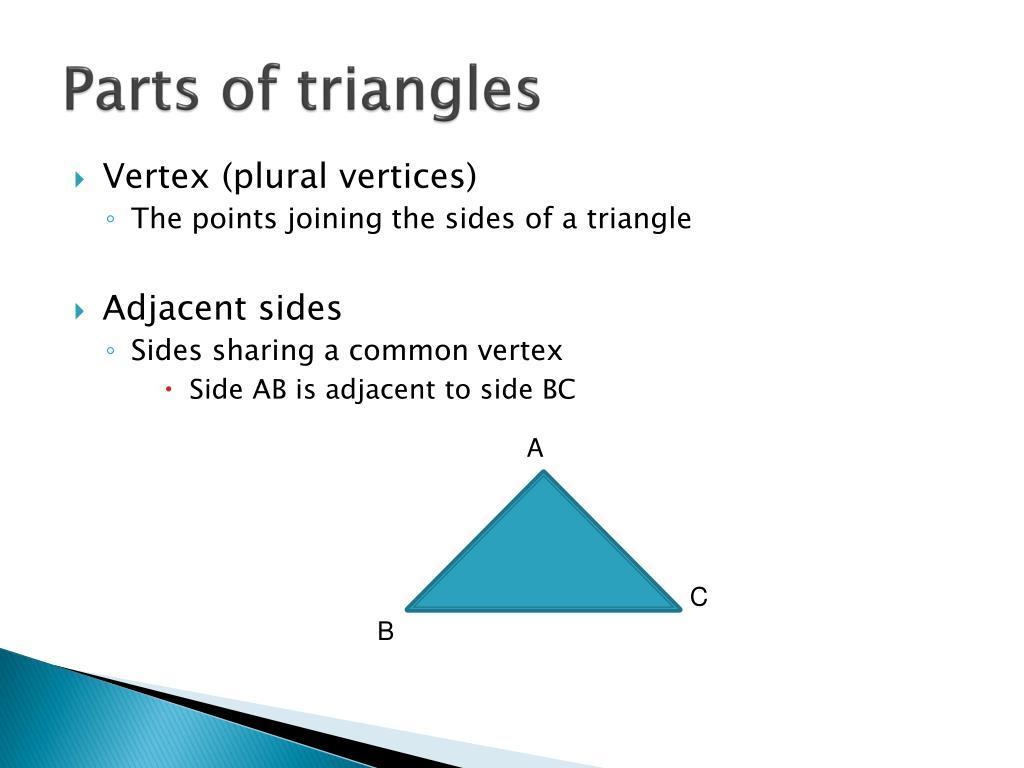 Parts of triangles
Vertex (plural vertices)
The points joining the sides of a triangle
Adjacent sides
Sides sharing a common vertex
Side AB is adjacent to side BC
A
C
B